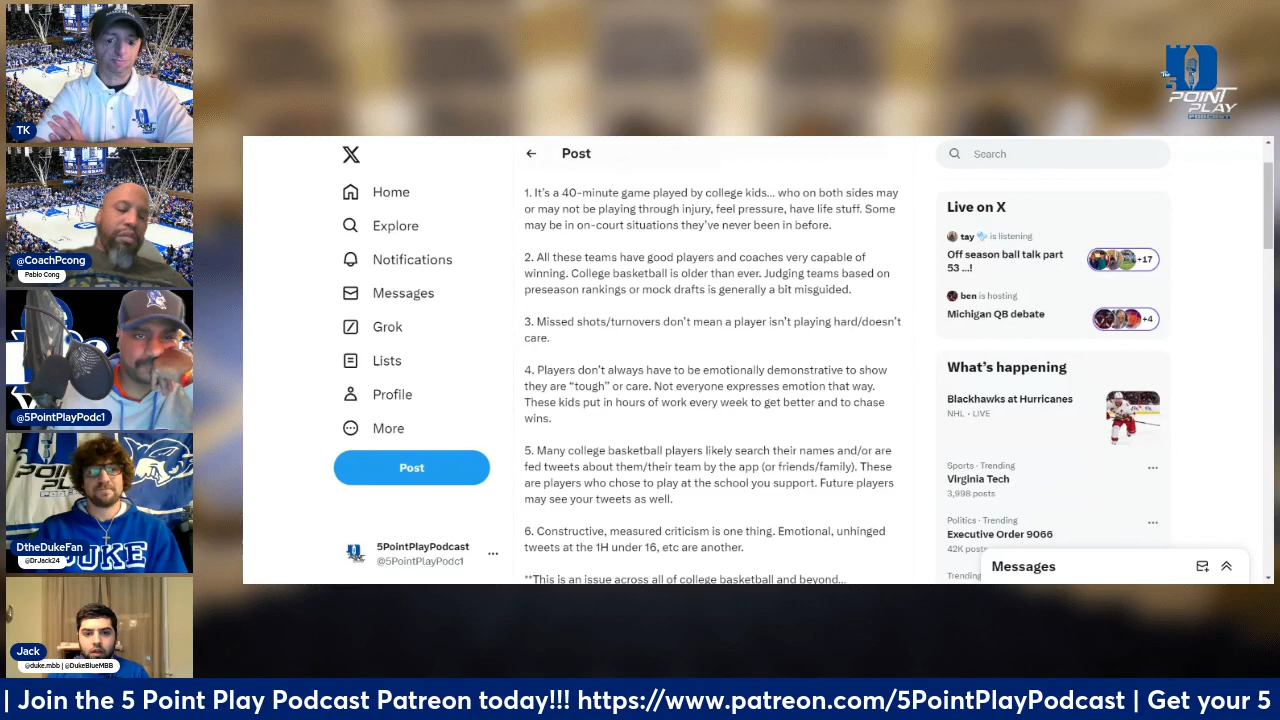 TK
@CoachPcong
Pablo Cong
@5PointPlayPodc1
POINT
DtheDukeFan
@DrJack24
DUKE
Jack
@duke.mbb | @DukeBlueMBB
The
5
POINT
PLAY
PODCAST
X
Home
Explore
Notifications
Messages
Grok
Lists
Profile
More
Post
5PointPlayPodcast
@5PointPlayPodc1
← Post
1. It's a 40-minute game played by college kids... who on both sides may
or may not be playing through injury, feel pressure, have life stuff. Some
may be in on-court situations they've never been in before.
2. All these teams have good players and coaches very capable of
winning. College basketball is older than ever. Judging teams based on
preseason rankings or mock drafts is generally a bit misguided.
3. Missed shots/turnovers don't mean a player isn't playing hard/doesn't
care.
4. Players don't always have to be emotionally demonstrative to show
they are “tough” or care. Not everyone expresses emotion that way.
These kids put in hours of work every week to get better and to chase
wins.
5. Many college basketball players likely search their names and/or are
fed tweets about them/their team by the app (or friends/family). These
are players who chose to play at the school you support. Future players
may see your tweets as well.
6. Constructive, measured criticism is one thing. Emotional, unhinged
tweets at the 1H under 16, etc are another.
**This is an issue across all of college basketball and beyond...
Search
Live on X
tay is listening
Off season ball talk part
53 ...!
+17
ben is hosting
Michigan QB debate
+4
What's happening
Blackhawks at Hurricanes
NHL · LIVE
Sports · Trending
Virginia Tech
3,998 posts
Politics · Trending
Executive Order 9066
42K posts
Trending
Messages
| Join the 5 Point Play Podcast Patreon today!!! https://www.patreon.com/5PointPlayPodcast | Get your 5